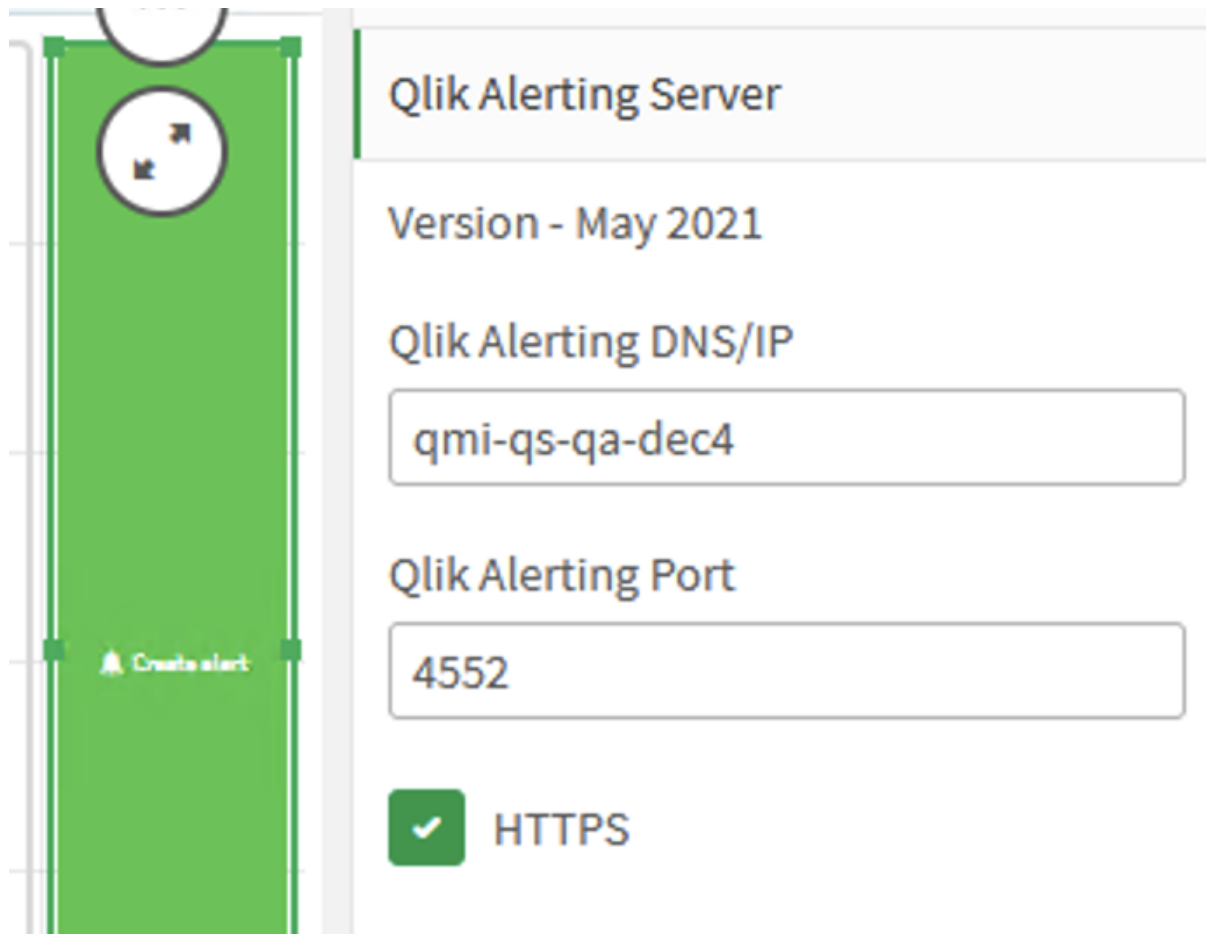 Qlik Alerting Server
Version - May 2021
Qlik Alerting DNS/IP
qmi-qs-qa-dec4
Qlik Alerting Port
4552
HTTPS
Create alert